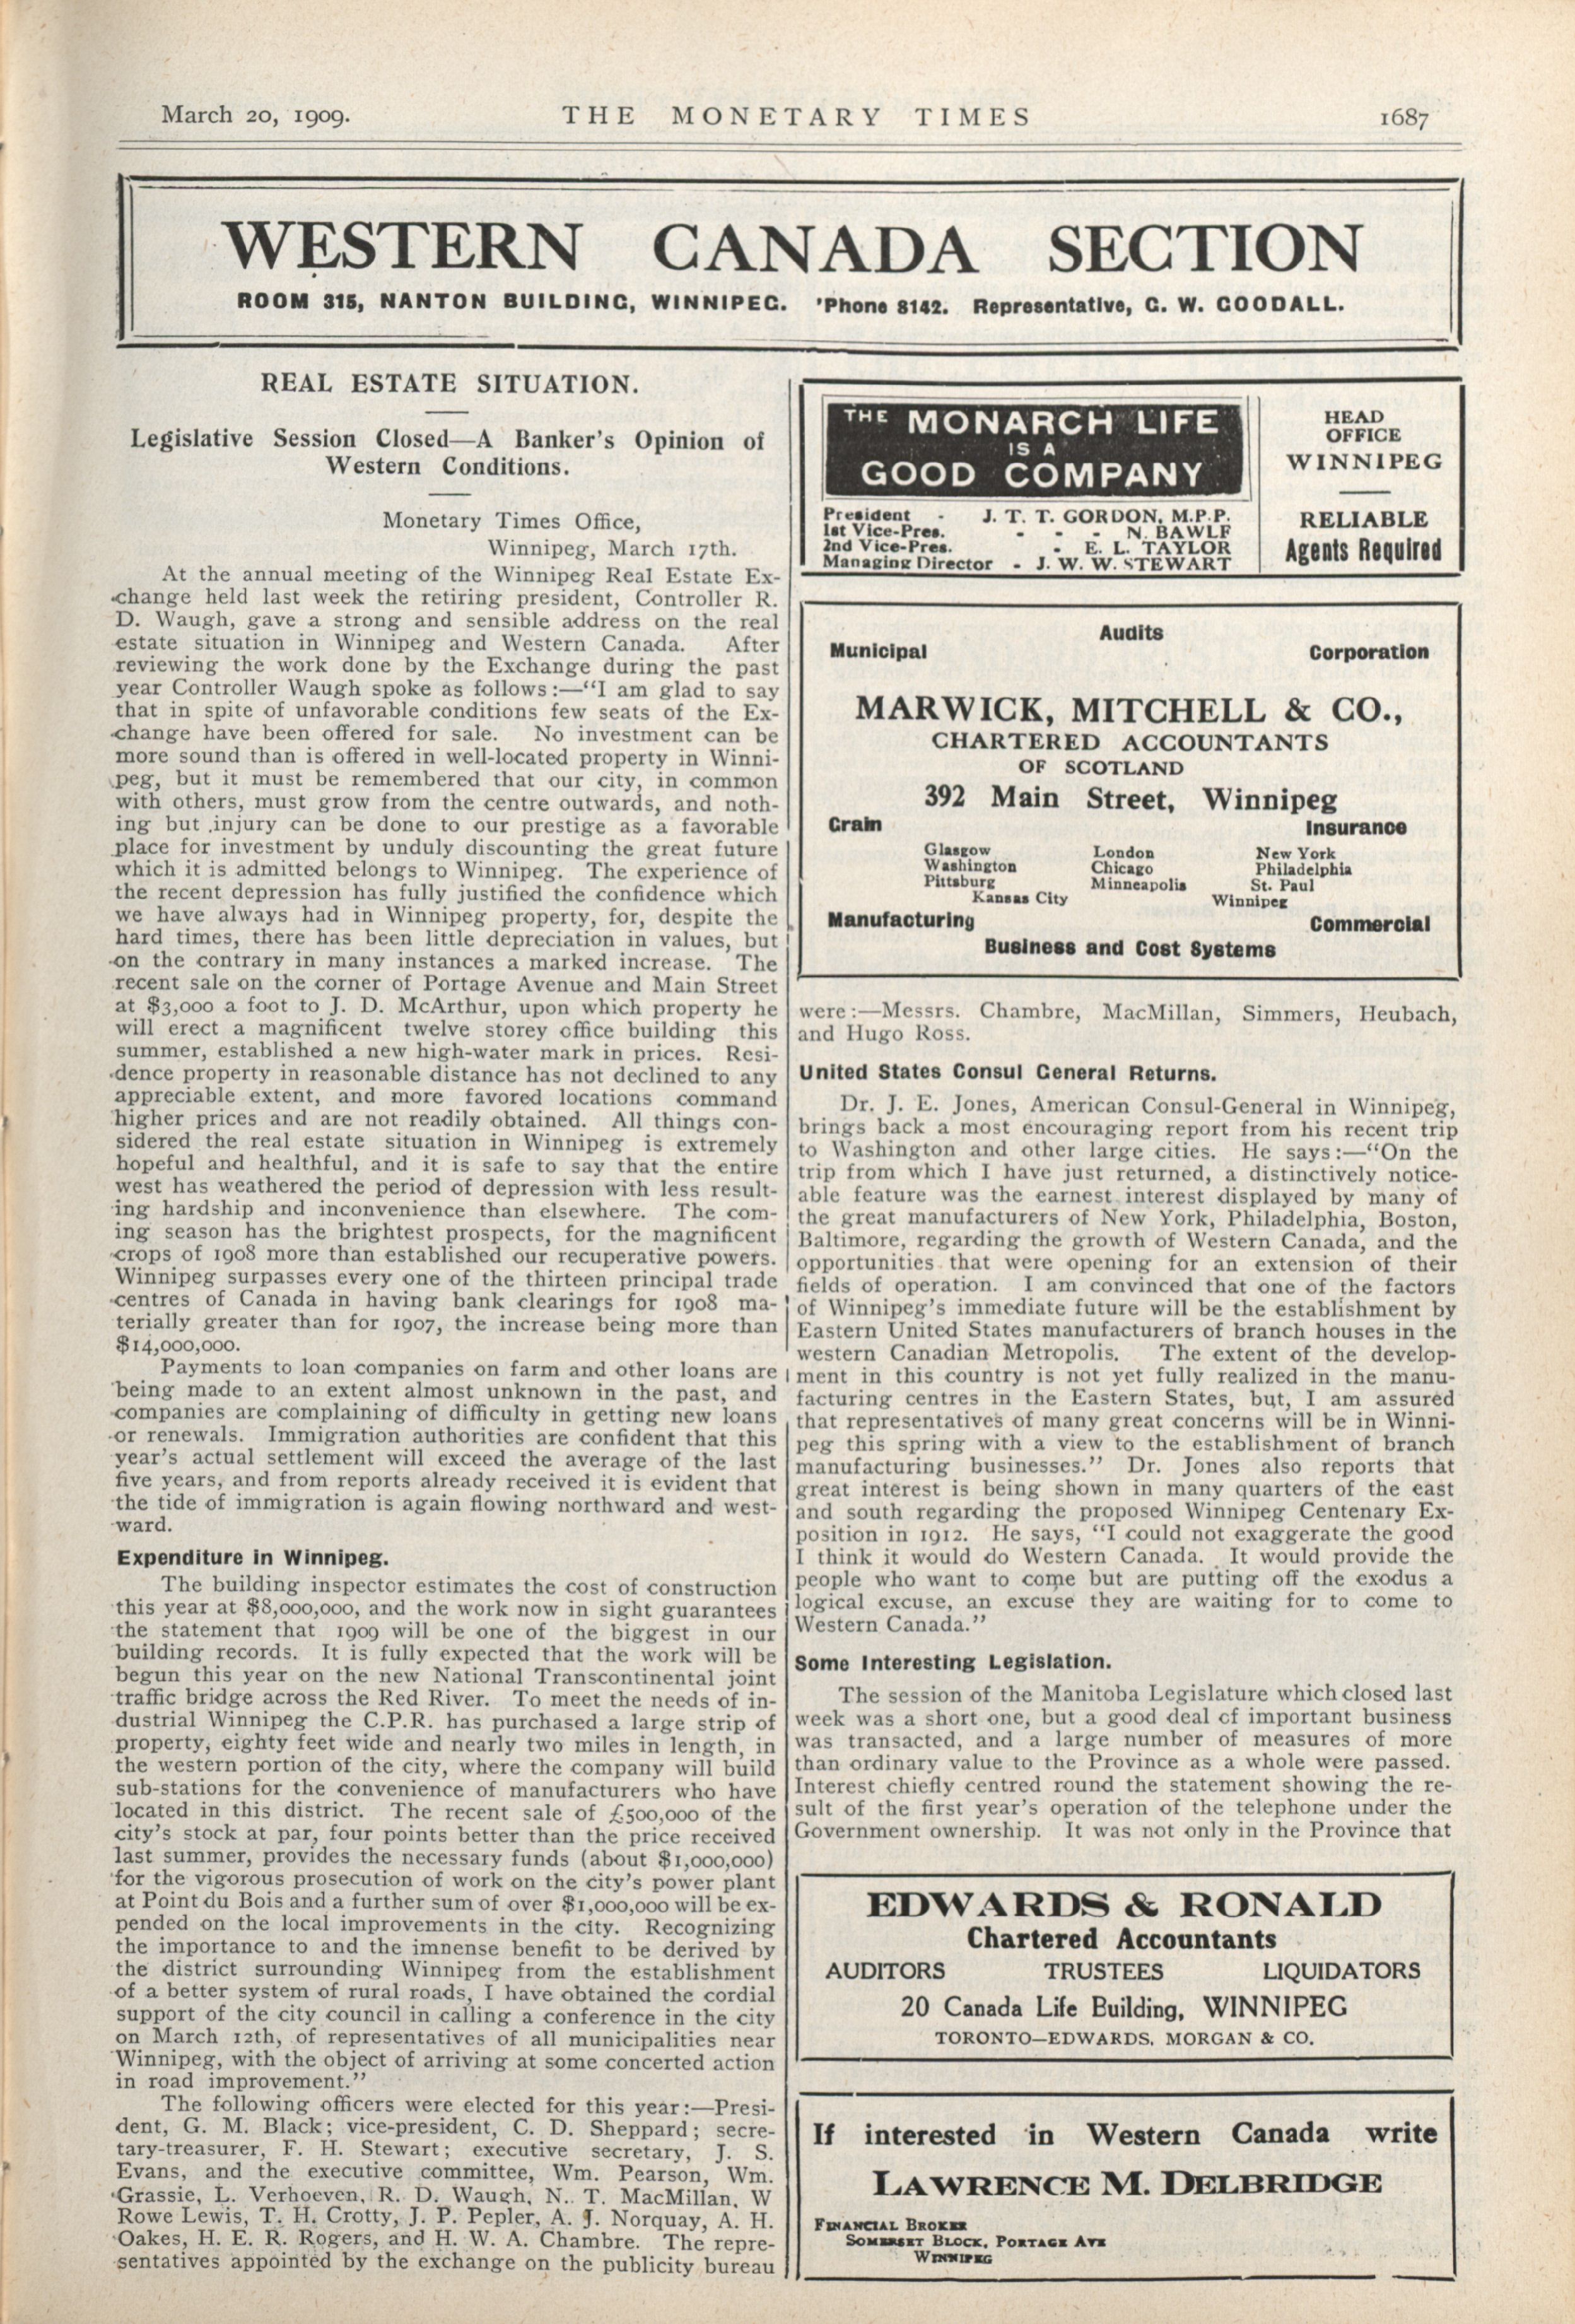 March 20, 1909.
THE MONETARY TIMES
1687
WESTERN CANADA SECTION
ROOM 315, NANTON BUILDING, WINNIPEG. 'Phone 8142. Representative, G. W. GOODALL.
REAL ESTATE SITUATION.
Legislative Session Closed—A Banker's Opinion of
Western Conditions.
Monetary Times Office,
Winnipeg, March 17th.
At the annual meeting of the Winnipeg Real Estate Ex-
change held last week the retiring president, Controller R.
D. Waugh, gave a strong and sensible address on the real
estate situation in Winnipeg and Western Canada. After
reviewing the work done by the Exchange during the past
year Controller Waugh spoke as follows:—"I am glad to say
that in spite of unfavorable conditions few seats of the Ex-
change have been offered for sale. No investment can be
more sound than is offered in well-located property in Winni-
peg, but it must be remembered that our city, in common
with others, must grow from the centre outwards, and noth-
ing but injury can be done to our prestige as a favorable
place for investment by unduly discounting the great future
which it is admitted belongs to Winnipeg. The experience of
the recent depression has fully justified the confidence which
we have always had in Winnipeg property, for, despite the
hard times, there has been little depreciation in values, but
on the contrary in many instances a marked increase. The
recent sale on the corner of Portage Avenue and Main Street
at $3,000 a foot to J. D. McArthur, upon which property he
will erect a magnificent twelve storey office building this
summer, established a new high-water mark in prices. Resi-
dence property in reasonable distance has not declined to any
appreciable extent, and more favored locations command
higher prices and are not readily obtained. All things con-
sidered the real estate situation in Winnipeg is extremely
hopeful and healthful, and it is safe to say that the entire
west has weathered the period of depression with less result-
ing hardship and inconvenience than elsewhere. The com-
ing season has the brightest prospects, for the magnificent
crops of 1908 more than established our recuperative powers.
Winnipeg surpasses every one of the thirteen principal trade
centres of Canada in having bank clearings for 1908 ma-
terially greater than for 1907, the increase being more than
$14,000,000.
Payments to loan companies on farm and other loans are
being made to an extent almost unknown in the past, and
companies are complaining of difficulty in getting new loans
or renewals. Immigration authorities are confident that this
year's actual settlement will exceed the average of the last
five years, and from reports already received it is evident that
the tide of immigration is again flowing northward and west-
ward.
Expenditure in Winnipeg.
The building inspector estimates the cost of construction
this year at $8,000,000, and the work now in sight guarantees
the statement that 1909 will be one of the biggest in our
building records. It is fully expected that the work will be
begun this year on the new National Transcontinental joint
traffic bridge across the Red River. To meet the needs of in-
dustrial Winnipeg the C.P.R. has purchased a large strip of
property, eighty feet wide and nearly two miles in length, in
the western portion of the city, where the company will build
sub-stations for the convenience of manufacturers who have
located in this district. The recent sale of £500,000 of the
city's stock at par, four points better than the price received
last summer, provides the necessary funds (about $1,000,000)
for the vigorous prosecution of work on the city's power plant
at Point du Bois and a further sum of over $1,000,000 will be ex-
pended on the local improvements in the city. Recognizing
the importance to and the imnense benefit to be derived by
the district surrounding Winnipeg from the establishment
of a better system of rural roads, I have obtained the cordial
support of the city council in calling a conference in the city
on March 12th, of representatives of all municipalities near
Winnipeg, with the object of arriving at some concerted action
in road improvement."
The following officers were elected for this year:—Presi-
dent, G. M. Black; vice-president, C. D. Sheppard; secre-
tary-treasurer, F. H. Stewart; executive secretary, J. S.
Evans, and the executive committee, Wm. Pearson, Wm.
Grassie, L. Verhoeven, R. D. Waugh, N. T. MacMillan, W
Rowe Lewis, T. H. Crotty, J. P. Pepler, A. J. Norquay, A. H.
Oakes, H. E. R. Rogers, and H. W. A. Chambre. The repre-
sentatives appointed by the exchange on the publicity bureau
THE MONARCH LIFE
IS A
GOOD COMPANY
President - J. T. T. GORDON, M.P.P.
1st Vice-Pres. - - - N. BAWLF
2nd Vice-Pres. - E. L. TAYLOR
Managing Director - J. W. W. STEWART
HEAD
OFFICE
WINNIPEG
RELIABLE
Agents Required
Audits
Municipal Corporation
MARWICK, MITCHELL & CO.,
CHARTERED ACCOUNTANTS
OF SCOTLAND
392 Main Street, Winnipeg
Grain Insurance
Glasgow London New York
Washington Chicago Philadelphia
Pittsburg Minneapolis St. Paul
Kansas City Winnipeg
Manufacturing Commercial
Business and Cost Systems
were:—Messrs. Chambre, MacMillan, Simmers, Heubach,
and Hugo Ross.
United States Consul General Returns.
Dr. J. E. Jones, American Consul-General in Winnipeg,
brings back a most encouraging report from his recent trip
to Washington and other large cities. He says:—"On the
trip from which I have just returned, a distinctively notice-
able feature was the earnest interest displayed by many of
the great manufacturers of New York, Philadelphia, Boston,
Baltimore, regarding the growth of Western Canada, and the
opportunities that were opening for an extension of their
fields of operation. I am convinced that one of the factors
of Winnipeg's immediate future will be the establishment by
Eastern United States manufacturers of branch houses in the
western Canadian Metropolis. The extent of the develop-
ment in this country is not yet fully realized in the manu-
facturing centres in the Eastern States, but, I am assured
that representatives of many great concerns will be in Winni-
peg this spring with a view to the establishment of branch
manufacturing businesses." Dr. Jones also reports that
great interest is being shown in many quarters of the east
and south regarding the proposed Winnipeg Centenary Ex-
position in 1912. He says, "I could not exaggerate the good
I think it would do Western Canada. It would provide the
people who want to come but are putting off the exodus a
logical excuse, an excuse they are waiting for to come to
Western Canada."
Some Interesting Legislation.
The session of the Manitoba Legislature which closed last
week was a short one, but a good deal of important business
was transacted, and a large number of measures of more
than ordinary value to the Province as a whole were passed.
Interest chiefly centred round the statement showing the re-
sult of the first year's operation of the telephone under the
Government ownership. It was not only in the Province that
EDWARDS & RONALD
Chartered Accountants
AUDITORS TRUSTEES LIQUIDATORS
20 Canada Life Building, WINNIPEG
TORONTO—EDWARDS, MORGAN & CO.
If interested in Western Canada write
LAWRENCE M. DELBRIDGE
FINANCIAL BROKER
SOMERSET BLOCK, PORTAGE AVE
WINNIPEG